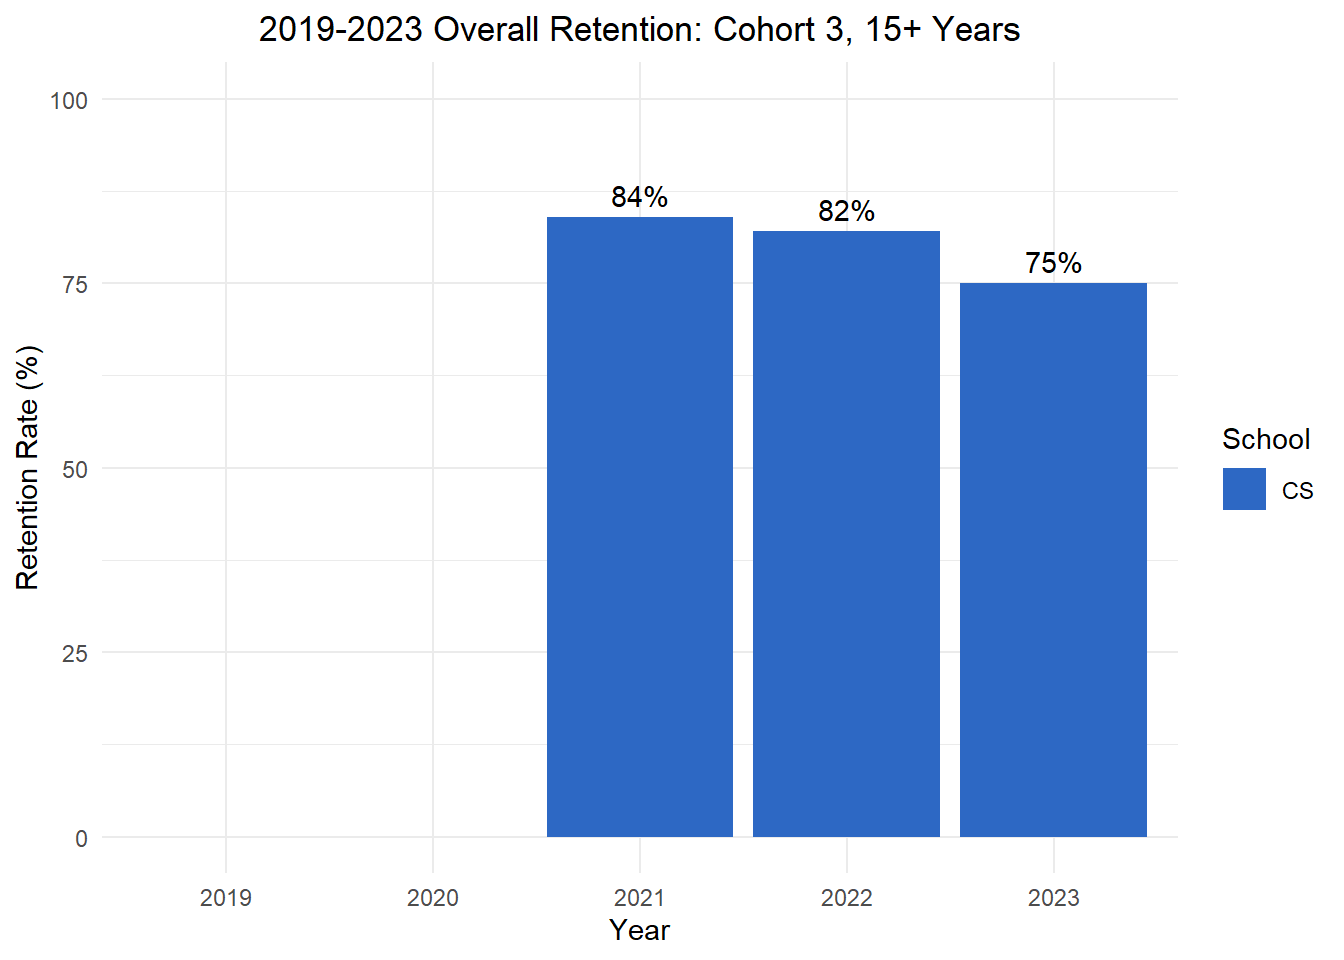 2019-2023 Overall Retention: Cohort 3, 15+ Years
100
75
50
25
0
Retention Rate (%)
84%
82%
75%
2019
2020
2021
2022
2023
Year
School
CS